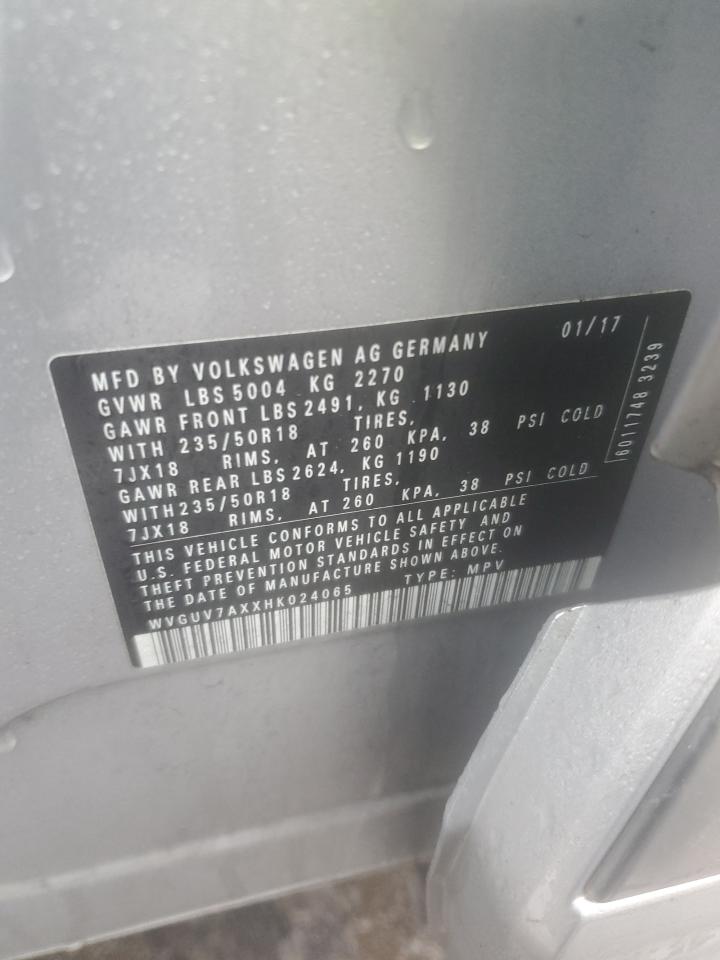 MFD BY VOLKSWAGEN AG GERMANY 01/17
GVWR LBS 5004 KG 2270
GAWR FRONT LBS 2491, KG 1130
WITH 235/50R18 TIRES,
7JX18 RIMS, AT 260 KPA, 38 PSI COLD
GAWR REAR LBS 2624, KG 1190
WITH235/50R18 TIRES,
7JX18 RIMS, AT 260 KPA, 38 PSI COLD
THIS VEHICLE CONFORMS TO ALL APPLICABLE
U.S. FEDERAL MOTOR VEHICLE SAFETY AND
THEFT PREVENTION STANDARDS IN EFFECT ON
THE DATE OF MANUFACTURE SHOWN ABOVE.
WVGUV7AXXHK024065 TYPE: MPV
6011748 3239